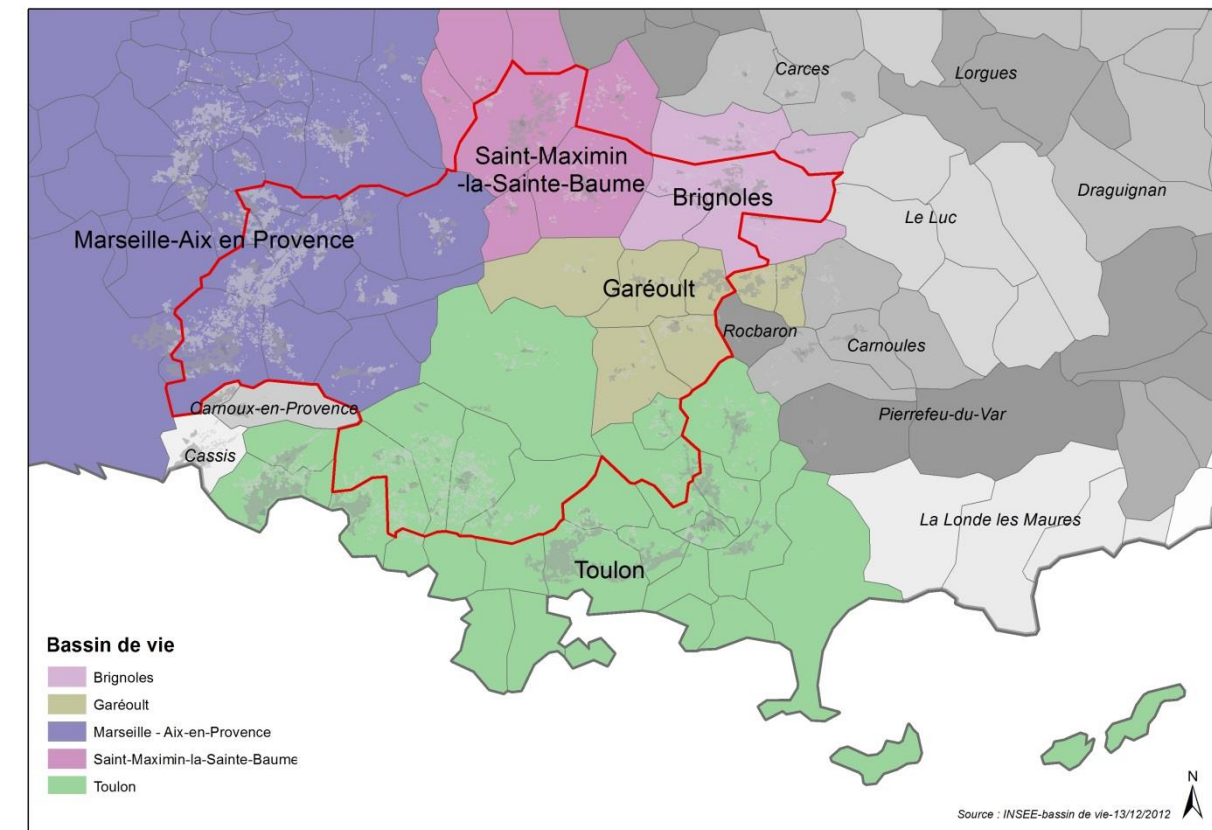 Carces
Lorgues
Saint-Maximin
-la-Sainte-Baume
Brignoles
Draguignan
Le Luc
Marseille-Aix en Provence
Garéoult
Rocbaron
Carnoules
Carnoux-en-Provence
Pierrefeu-du-Var
Cassis
La Londe les Maures
Toulon
Bassin de vie
Brignoles
Garéoult
Marseille - Aix-en-Provence
Saint-Maximin-la-Sainte-Baume
Toulon
N
Source : INSEE-bassin de vie-13/12/2012